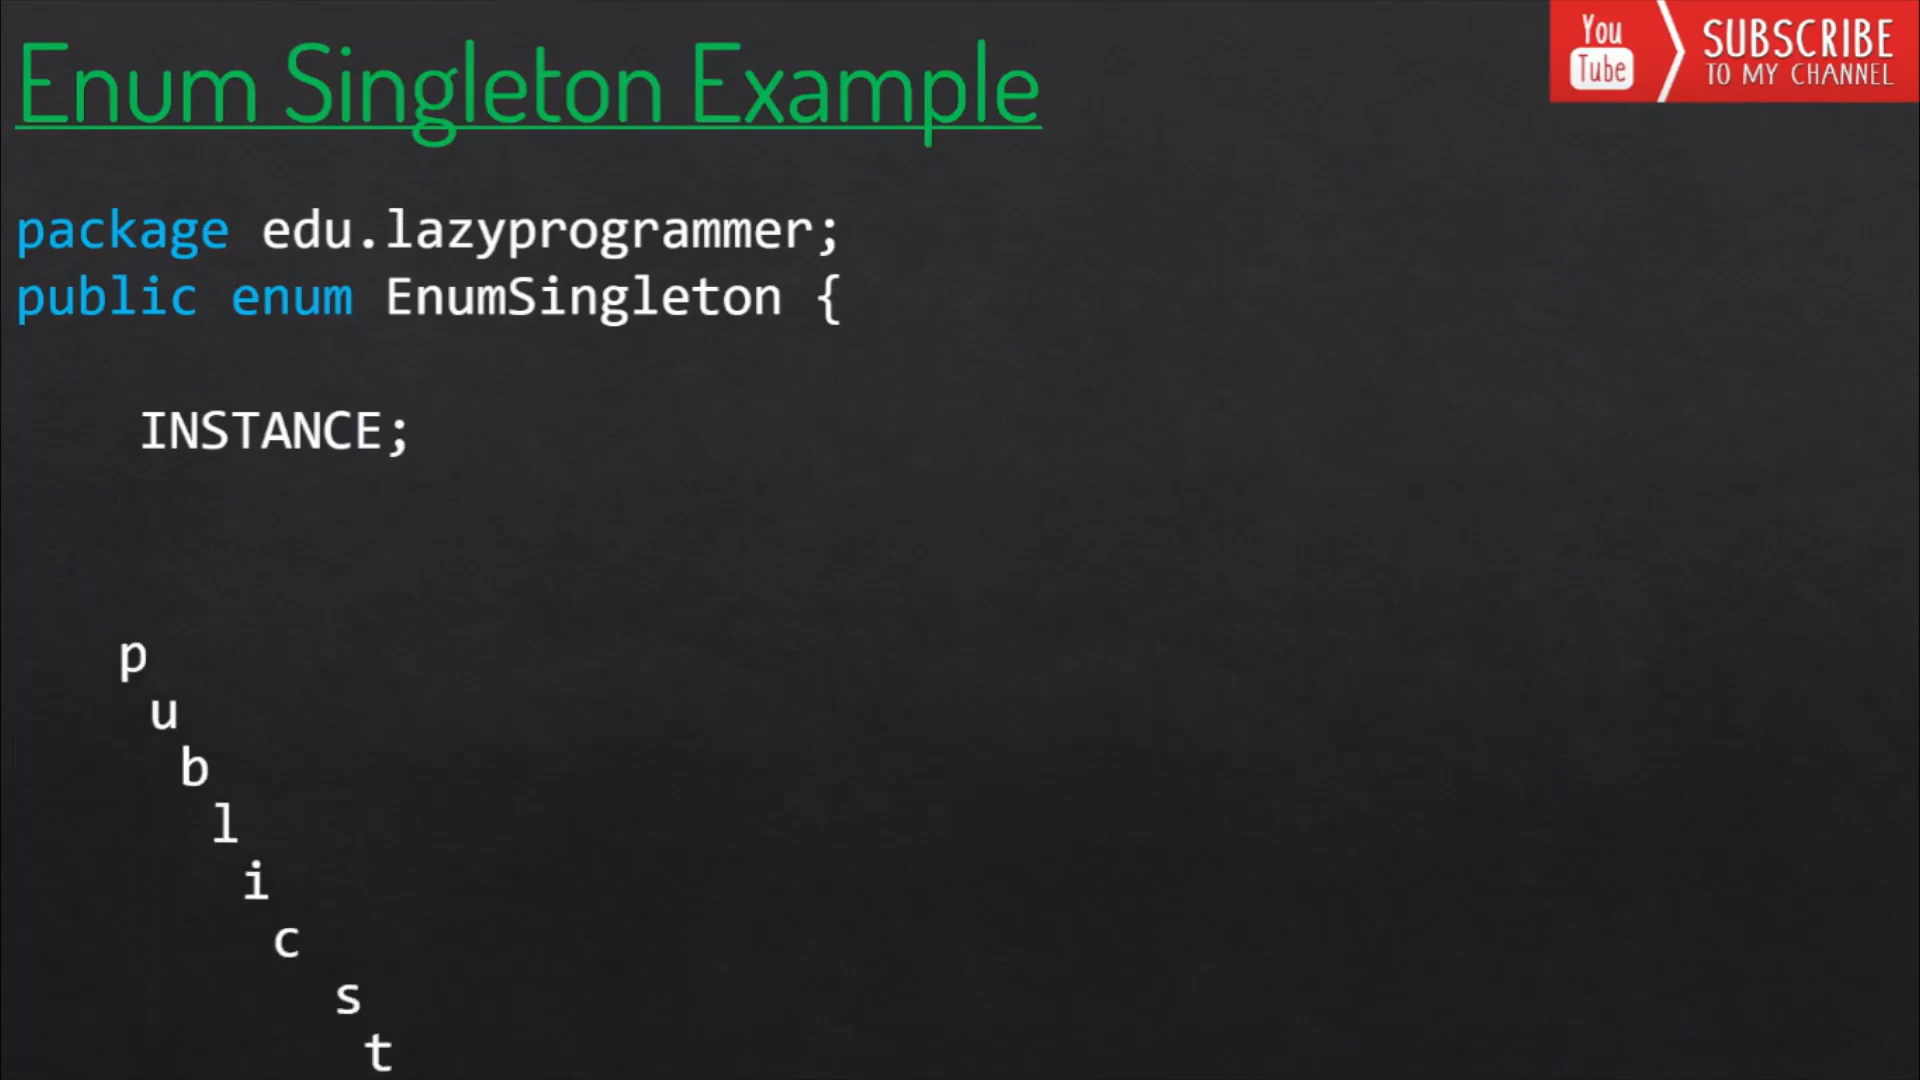 Enum Singleton Example
You
Tube
SUBSCRIBE
TO MY CHANNEL
package edu.lazyprogrammer;
public enum EnumSingleton {
INSTANCE;
p
u
b
l
i
c
s
t